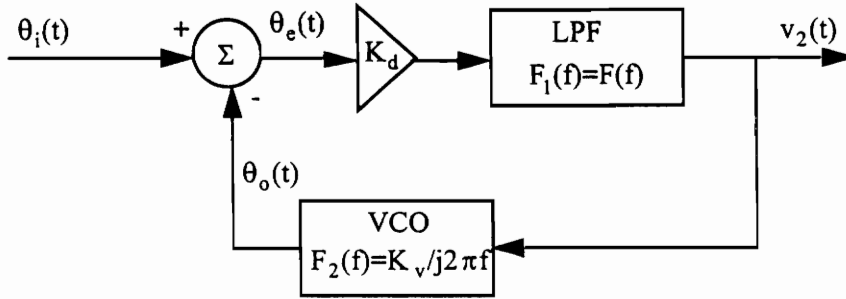 θi(t)
+
Σ
θe(t)
Kd
LPF
F1(f)=F(f)
v2(t)
-
θo(t)
VCO
F2(f)=Kv/j2πf